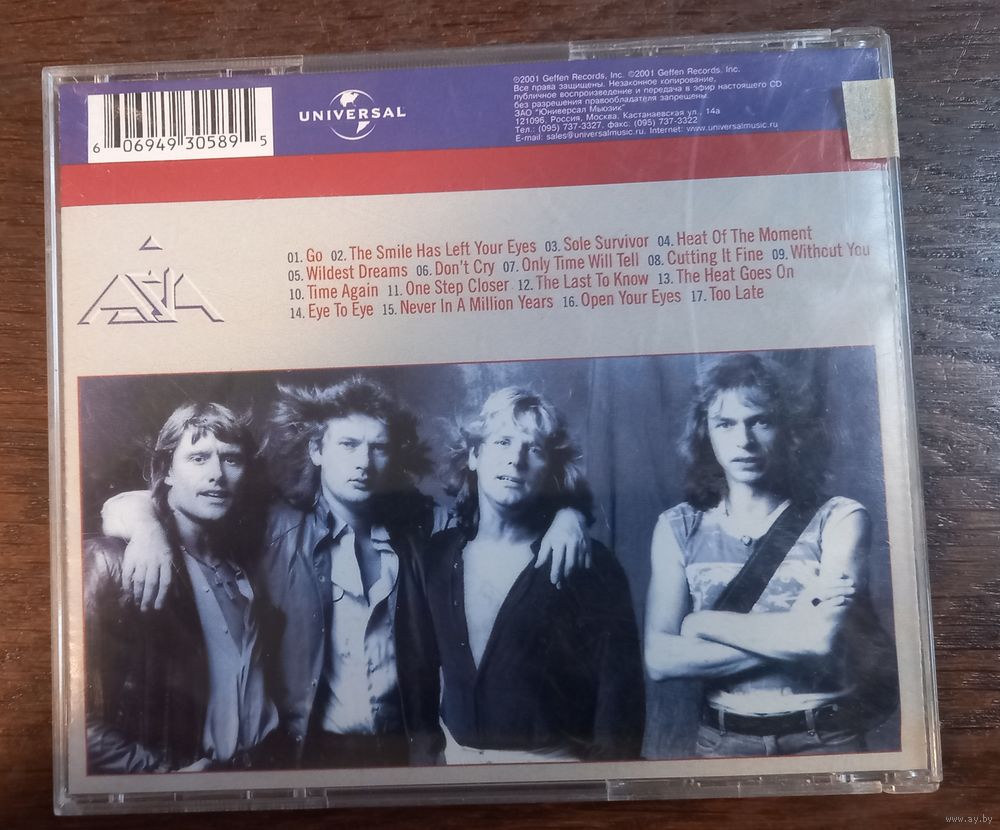 ©2001 Geffen Records, Inc. ©2001 Geffen Records, Inc.
Все права защищены. Незаконное копирование,
публичное воспроизведение и передача в эфир настоящего CD
без разрешения правообладателя запрещены.
ЗАО "Юниверсал Мьюзик"
121096, Россия, Москва, Кастанаевская ул., 14а
Тел.: (095) 737-3327, факс: (095) 737-3322
E-mail: sales@universalmusic.ru. Internet: www.universalmusic.ru
UNIVERSAL
6 06949 30589 5
ASIA
01. Go 02. The Smile Has Left Your Eyes 03. Sole Survivor 04. Heat Of The Moment
05. Wildest Dreams 06. Don't Cry 07. Only Time Will Tell 08. Cutting It Fine 09. Without You
10. Time Again 11. One Step Closer 12. The Last To Know 13. The Heat Goes On
14. Eye To Eye 15. Never In A Million Years 16. Open Your Eyes 17. Too Late
www.ay.by